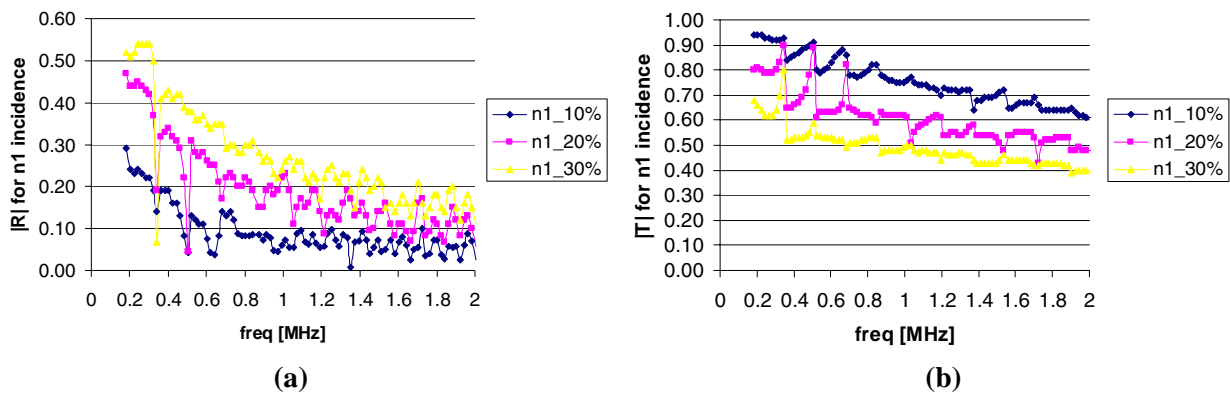 |R| for n1 incidence
0.60
0.50
0.40
0.30
0.20
0.10
0.00
0 0.2 0.4 0.6 0.8 1 1.2 1.4 1.6 1.8 2
freq [MHz]
n1_10%
n1_20%
n1_30%
(a)
|T| for n1 incidence
1.00
0.90
0.80
0.70
0.60
0.50
0.40
0.30
0.20
0.10
0.00
0 0.2 0.4 0.6 0.8 1 1.2 1.4 1.6 1.8 2
freq [MHz]
n1_10%
n1_20%
n1_30%
(b)